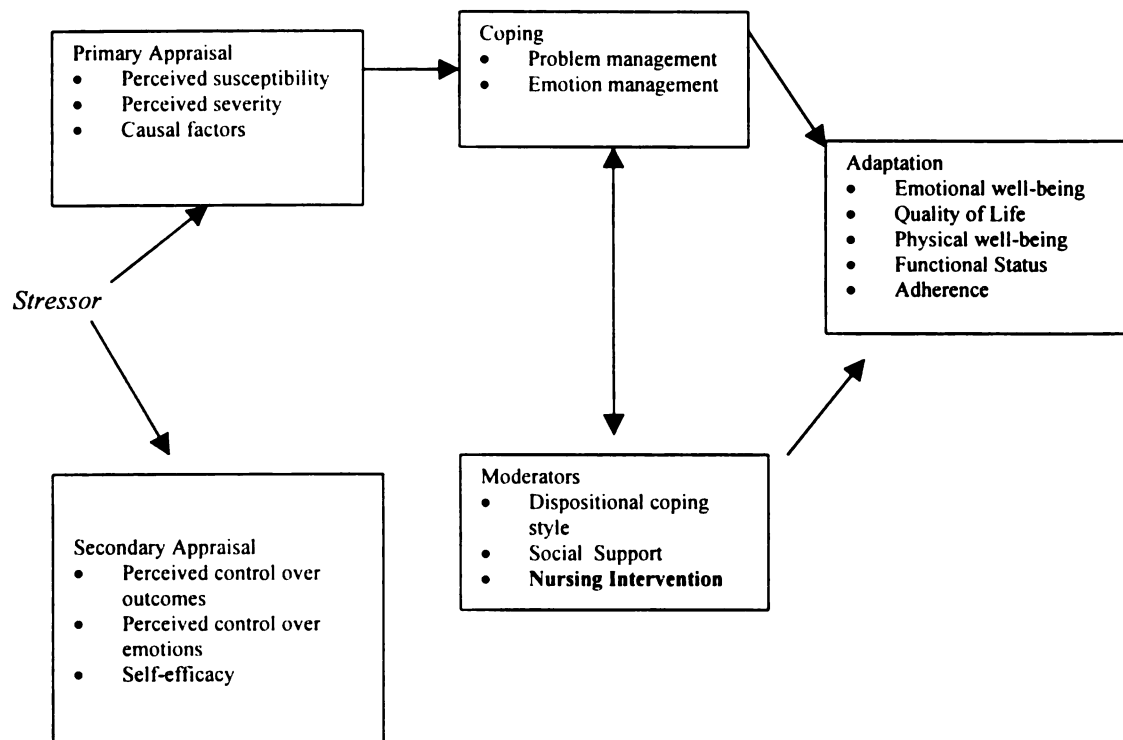 Primary Appraisal
• Perceived susceptibility
• Perceived severity
• Causal factors
Coping
• Problem management
• Emotion management
Adaptation
• Emotional well-being
• Quality of Life
• Physical well-being
• Functional Status
• Adherence
Stressor
Secondary Appraisal
• Perceived control over
outcomes
• Perceived control over
emotions
• Self-efficacy
Moderators
• Dispositional coping
style
• Social Support
• Nursing Intervention